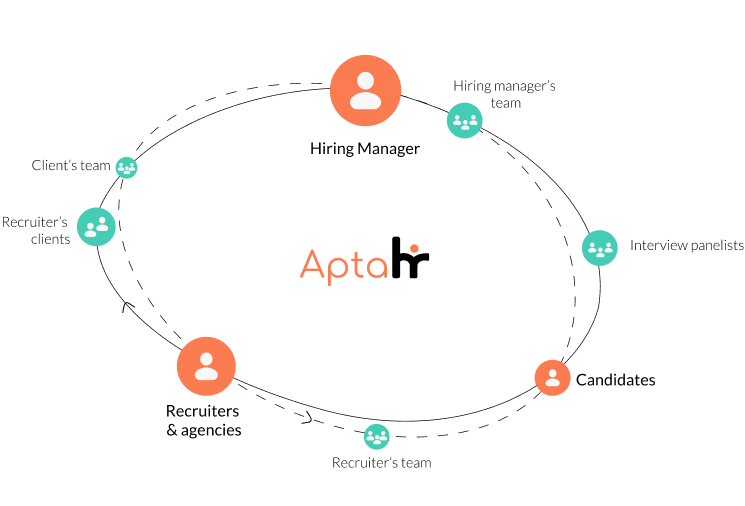 Hiring manager's
team
Hiring Manager
Client's team
Recruiter's
clients
Interview panelists
Aptahr
Candidates
Recruiters
& agencies
Recruiter's team